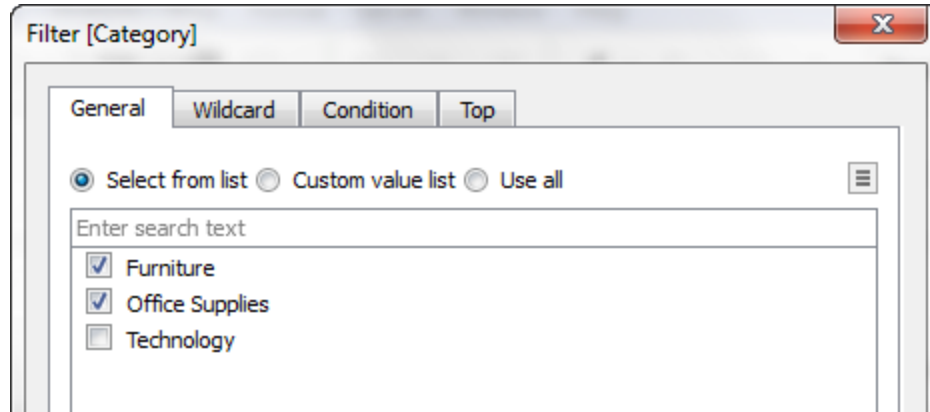 Filter [Category]
General Wildcard Condition Top
Select from list Custom value list Use all
Enter search text
Furniture
Office Supplies
Technology